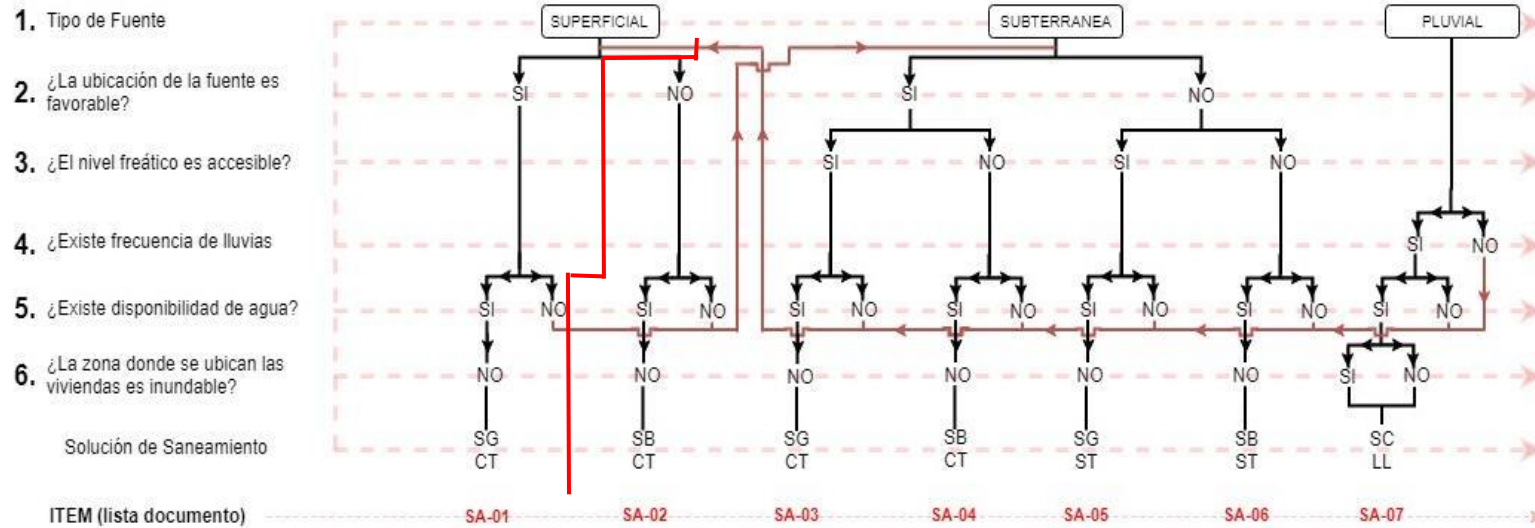 1. Tipo de Fuente SUPERFICIAL SUBTERRANEA PLUVIAL
2. ¿La ubicación de la fuente es
favorable?
SI NO SI NO
3. ¿El nivel freático es accesible? SI NO SI NO
4. ¿Existe frecuencia de lluvias SI NO
5. ¿Existe disponibilidad de agua? SI NO SI NO SI NO SI NO SI NO SI NO SI NO
6. ¿La zona donde se ubican las
viviendas es inundable?
NO NO NO NO NO NO SI NO
Solución de Saneamiento
SG SB SG SB SG SB SC
CT CT CT CT ST ST LL
ITEM (lista documento) SA-01 SA-02 SA-03 SA-04 SA-05 SA-06 SA-07